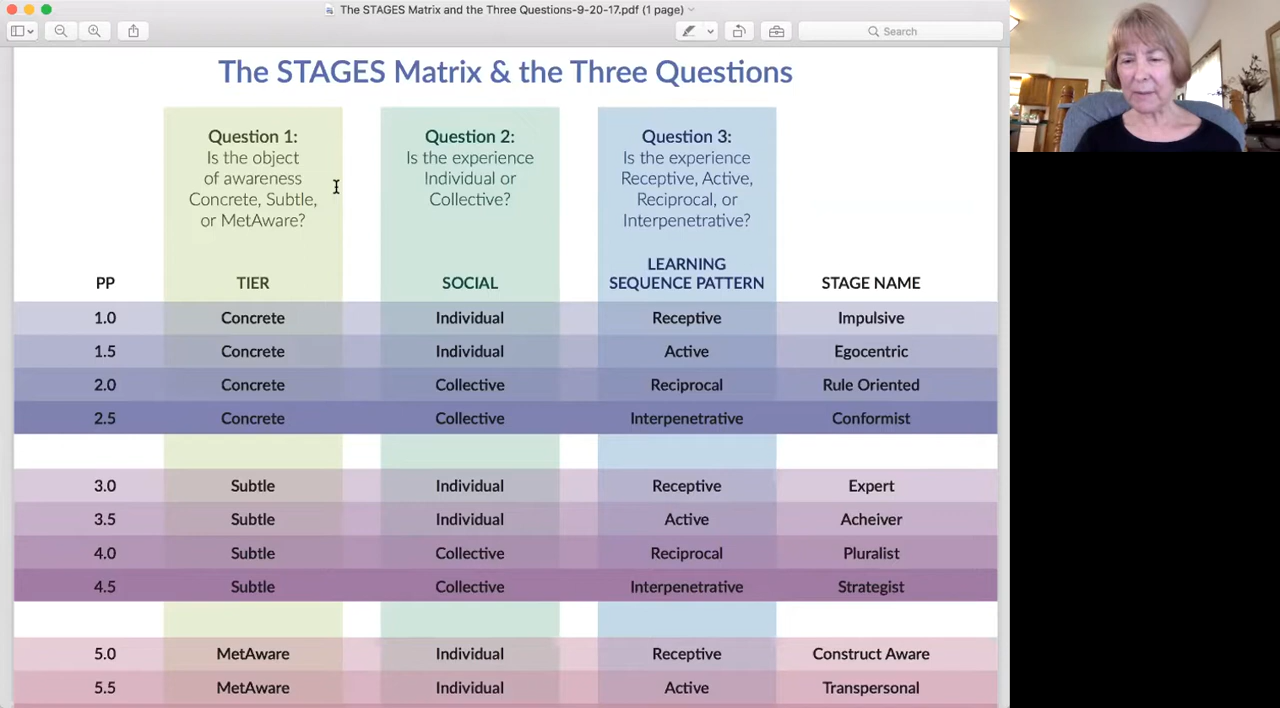 The STAGES Matrix and the Three Questions-9-20-17.pdf (1 page)
Search
The STAGES Matrix & the Three Questions
Question 1:
Is the object
of awareness
Concrete, Subtle,
or MetAware?
Question 2:
Is the experience
Individual or
Collective?
Question 3:
Is the experience
Receptive, Active,
Reciprocal, or
Interpenetrative?
PP TIER SOCIAL LEARNING SEQUENCE PATTERN STAGE NAME
1.0 Concrete Individual Receptive Impulsive
1.5 Concrete Individual Active Egocentric
2.0 Concrete Collective Reciprocal Rule Oriented
2.5 Concrete Collective Interpenetrative Conformist
3.0 Subtle Individual Receptive Expert
3.5 Subtle Individual Active Acheiver
4.0 Subtle Collective Reciprocal Pluralist
4.5 Subtle Collective Interpenetrative Strategist
5.0 MetAware Individual Receptive Construct Aware
5.5 MetAware Individual Active Transpersonal